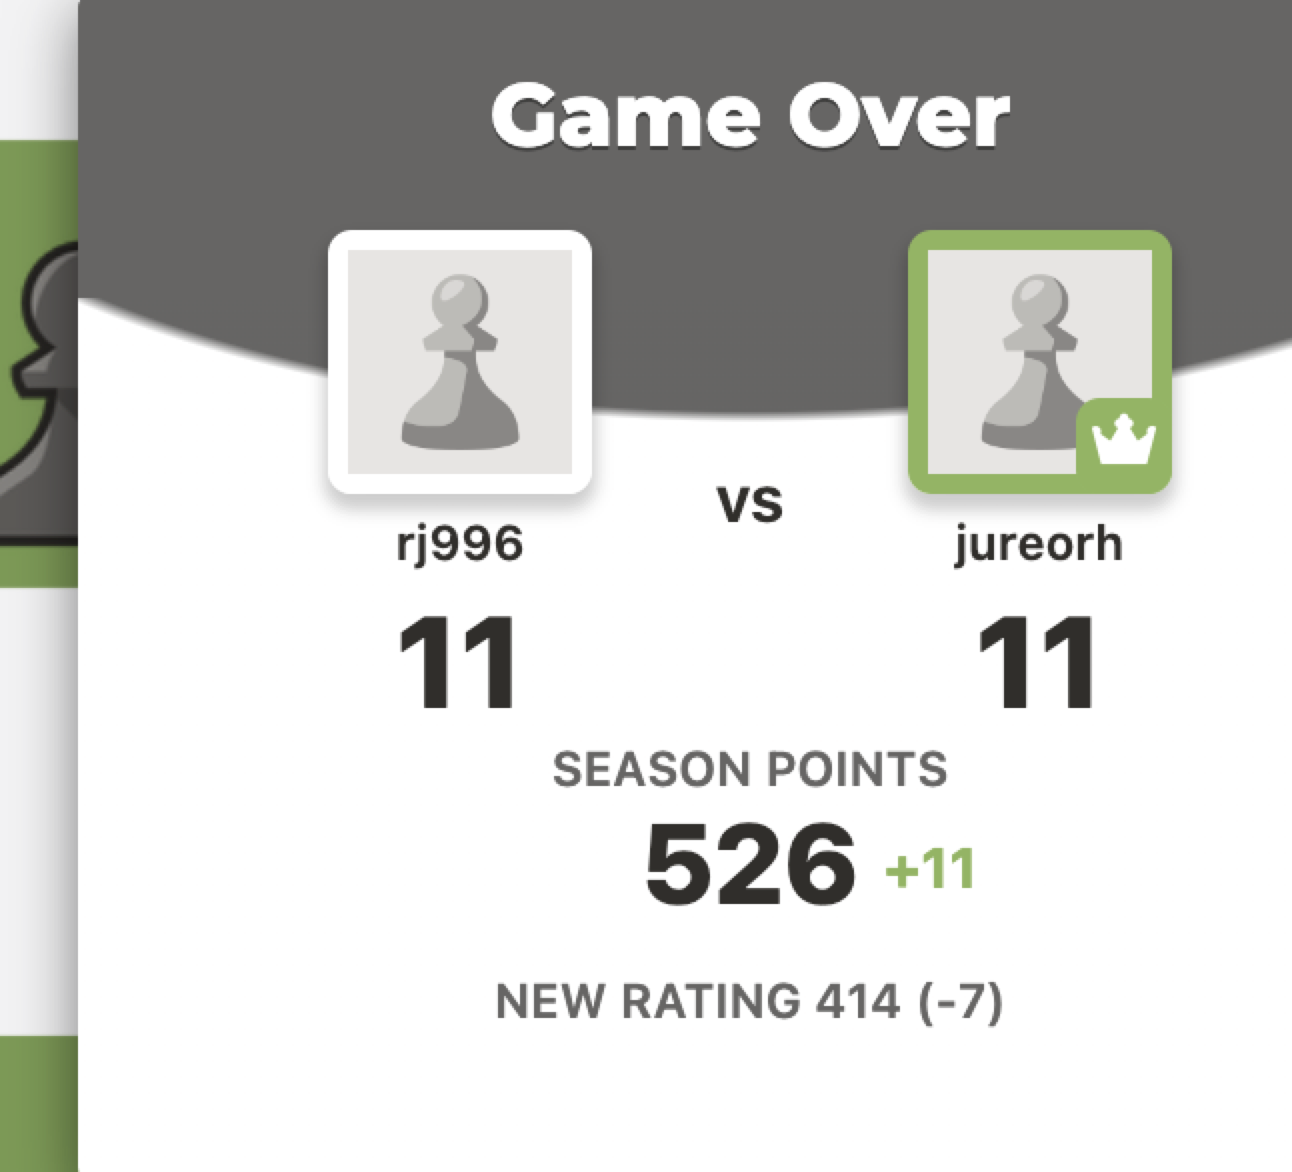 Game Over
vs
rj996 jureorh
11 11
SEASON POINTS
526 +11
NEW RATING 414 (-7)